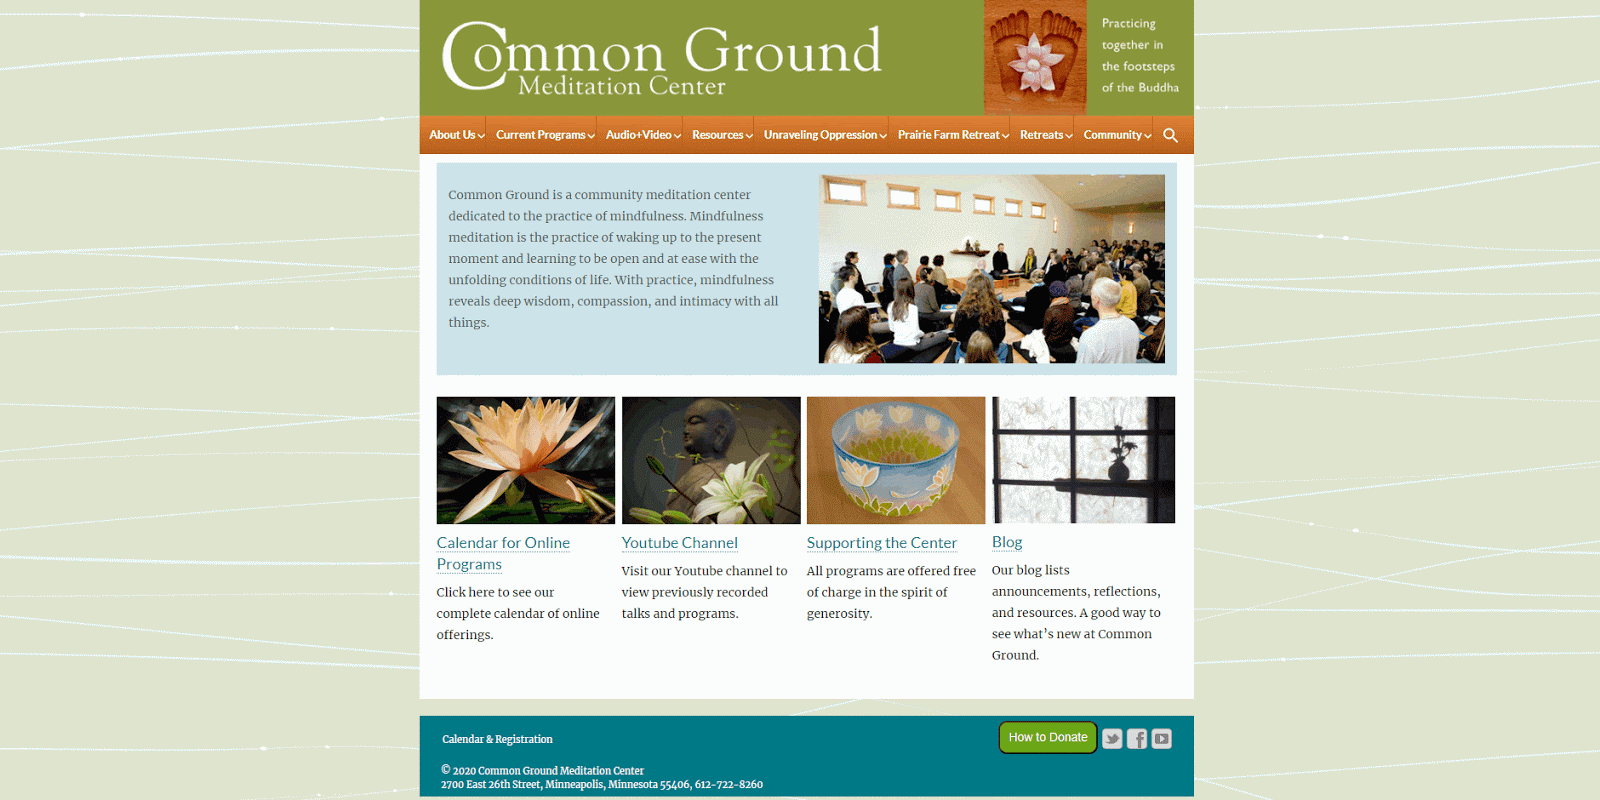 Common Ground
Meditation Center
Practicing
together in
the footsteps
of the Buddha
About Us Current Programs Audio+Video Resources Unraveling Oppression Prairie Farm Retreat Retreats Community
Common Ground is a community meditation center
dedicated to the practice of mindfulness. Mindfulness
meditation is the practice of waking up to the present
moment and learning to be open and at ease with the
unfolding conditions of life. With practice, mindfulness
reveals deep wisdom, compassion, and intimacy with all
things.
Calendar for Online
Programs
Click here to see our
complete calendar of online
offerings.
Youtube Channel
Visit our Youtube channel to
view previously recorded
talks and programs.
Supporting the Center
All programs are offered free
of charge in the spirit of
generosity.
Blog
Our blog lists
announcements, reflections,
and resources. A good way to
see what’s new at Common
Ground.
Calendar & Registration
How to Donate
© 2020 Common Ground Meditation Center
2700 East 26th Street, Minneapolis, Minnesota 55406, 612-722-8260